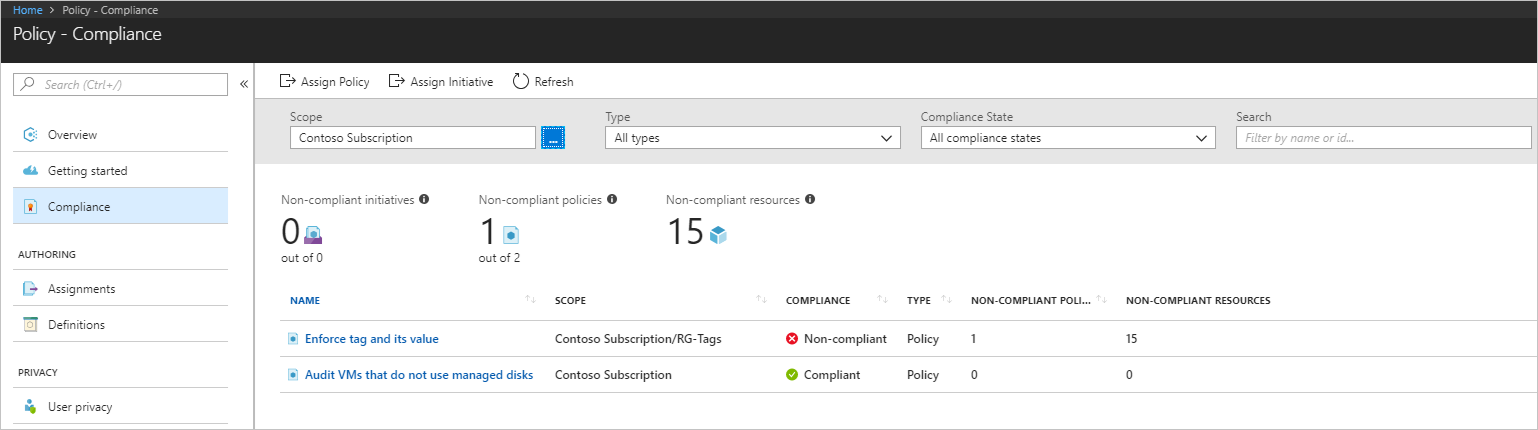 Home > Policy - Compliance
Policy - Compliance
Search (Ctrl+/)
«
Overview
Getting started
Compliance
AUTHORING
Assignments
Definitions
PRIVACY
User privacy
Assign Policy Assign Initiative Refresh
Scope Type Compliance State Search
Contoso Subscription ... All types All compliance states Filter by name or id...
Non-compliant initiatives Non-compliant policies Non-compliant resources
0 1 15
out of 0 out of 2
NAME SCOPE COMPLIANCE TYPE NON-COMPLIANT POLI... NON-COMPLIANT RESOURCES
Enforce tag and its value Contoso Subscription/RG-Tags Non-compliant Policy 1 15
Audit VMs that do not use managed disks Contoso Subscription Compliant Policy 0 0